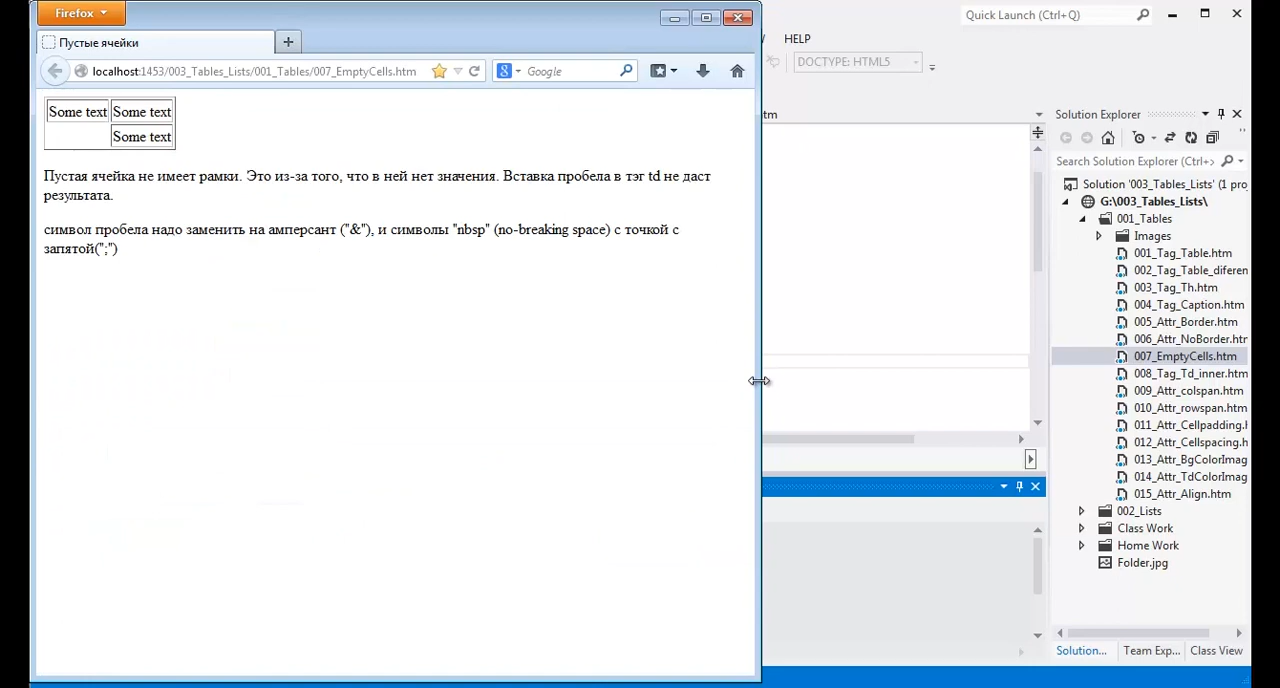 Firefox
Quick Launch (Ctrl+Q)
HELP
Пустые ячейки
DOCTYPE: HTML5
localhost:1453/003_Tables_Lists/001_Tables/007_EmptyCells.htm
Google
Some text Some text
Some text
Пустая ячейка не имеет рамки. Это из-за того, что в ней нет значения. Вставка пробела в тэг td не даст
результата.
символ пробела надо заменить на амперсант ("&"), и символы "nbsp" (no-breaking space) с точкой с
запятой(";")
tm
Solution Explorer
Search Solution Explorer (Ctrl+>
Solution '003_Tables_Lists' (1 proj
G:\003_Tables_Lists\
001_Tables
Images
001_Tag_Table.htm
002_Tag_Table_diferen
003_Tag_Th.htm
004_Tag_Caption.htm
005_Attr_Border.htm
006_Attr_NoBorder.htr
007_EmptyCells.htm
008_Tag_Td_inner.htm
009_Attr_colspan.htm
010_Attr_rowspan.htm
011_Attr_Cellpadding.h
012_Attr_Cellspacing.h
013_Attr_BgColorImag
014_Attr_TdColorImag
015_Attr_Align.htm
002_Lists
Class Work
Home Work
Folder.jpg
Solution... Team Exp... Class View